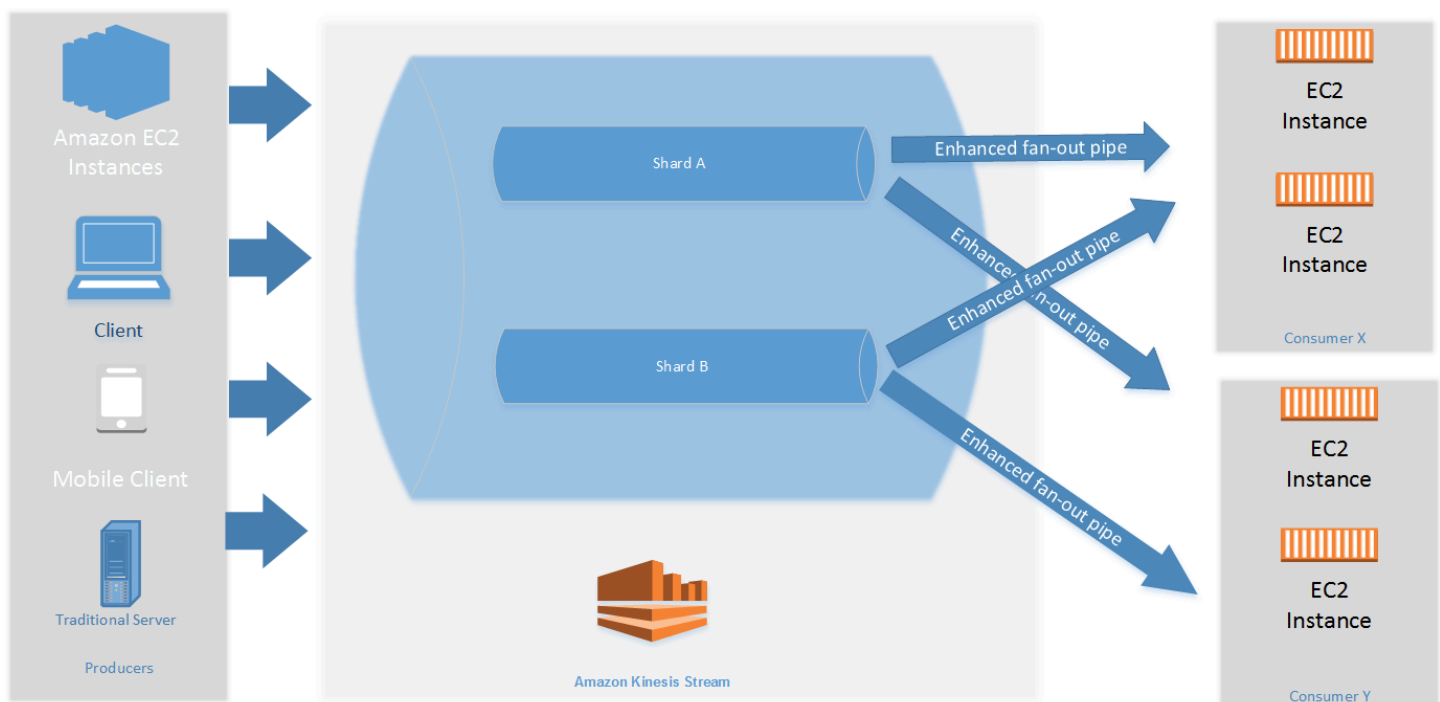 Amazon EC2
Instances
Client
Mobile Client
Traditional Server
Producers
Shard A
Shard B
Amazon Kinesis Stream
Enhanced fan-out pipe
Enhanced fan-out pipe
Enhanced fan-out pipe
Enhanced fan-out pipe
EC2
Instance
EC2
Instance
Consumer X
EC2
Instance
EC2
Instance
Consumer Y